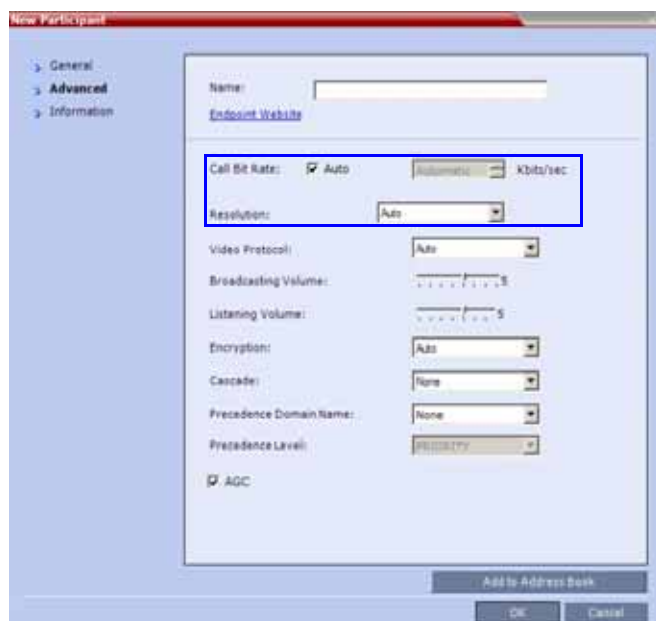 New Participant
General
Advanced
Information
Name:
Endpoint Website
Call Bit Rate: Auto Automatic Kbits/sec
Resolution: Auto
Video Protocol: Auto
Broadcasting Volume: 5
Listening Volume: 5
Encryption: Auto
Cascade: None
Precedence Domain Name: None
Precedence Level: PRIORITY
AGC
Add to Address Book
OK Cancel